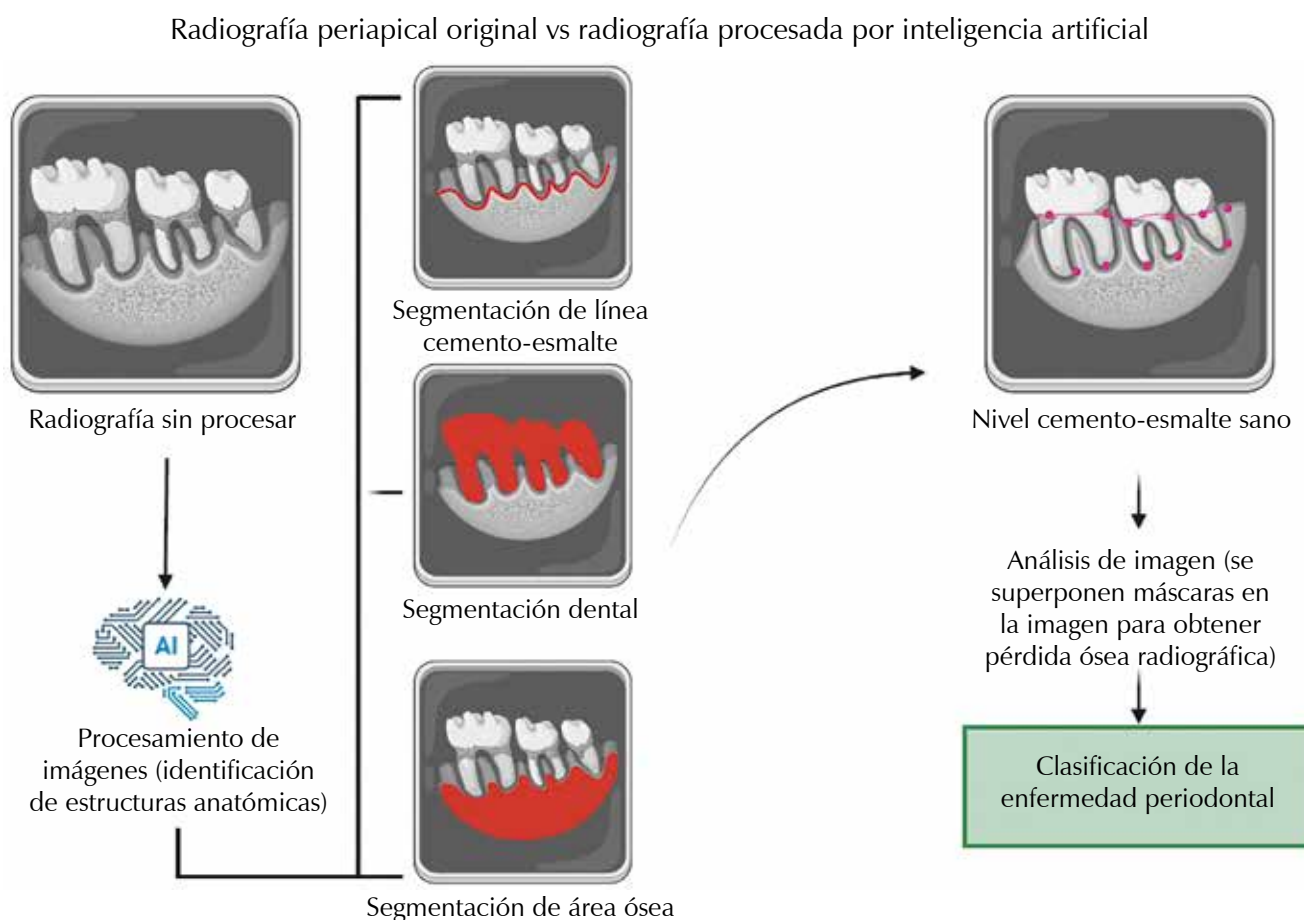 Radiografía periapical original vs radiografía procesada por inteligencia artificial
Radiografía sin procesar
AI
Procesamiento de
imágenes (identificación
de estructuras anatómicas)
Segmentación de línea
cemento-esmalte
Segmentación dental
Segmentación de área ósea
Nivel cemento-esmalte sano
Análisis de imagen (se
superponen máscaras en
la imagen para obtener
pérdida ósea radiográfica)
Clasificación de la
enfermedad periodontal